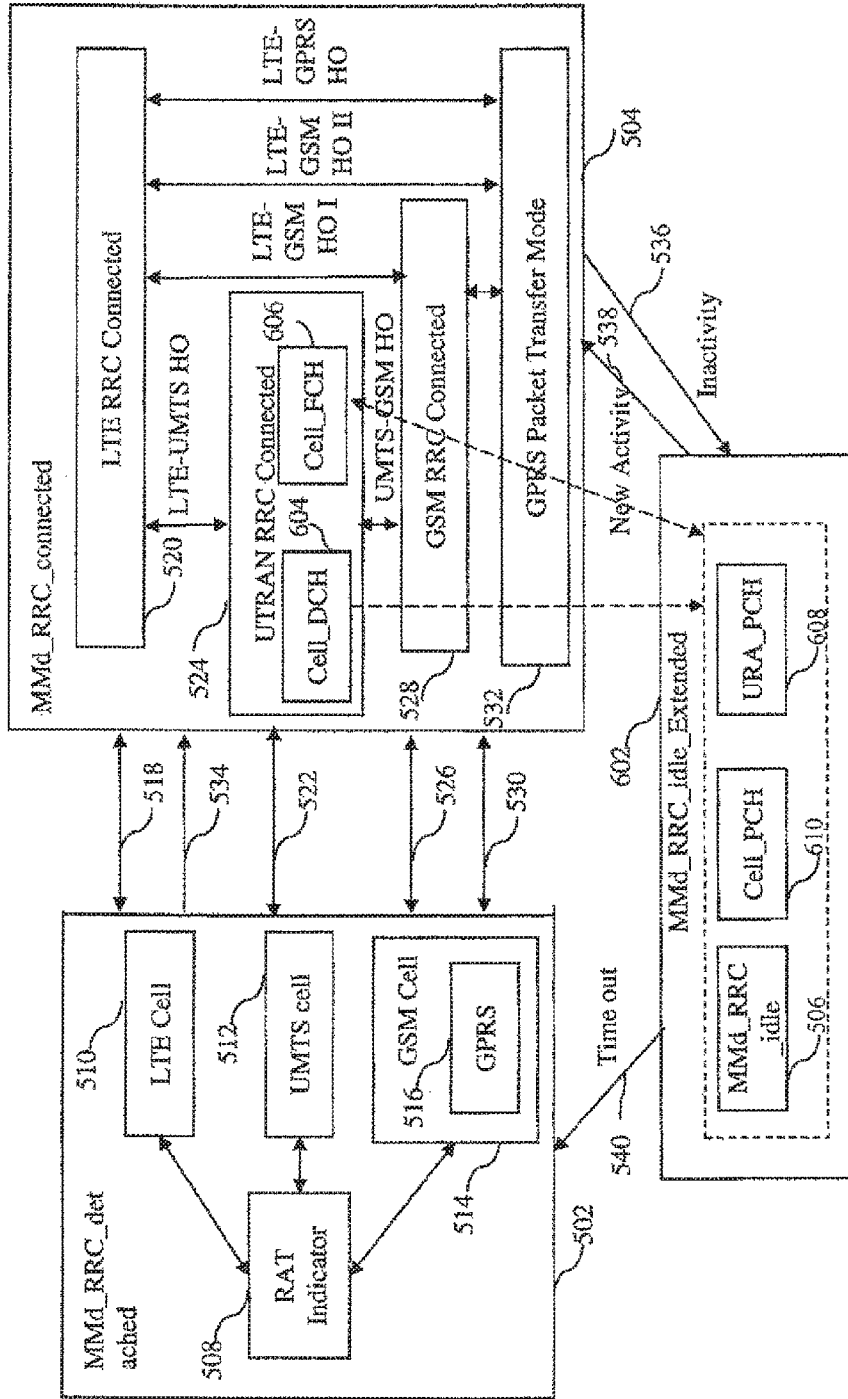 MMd_RRC_det
ached
508
RAT
Indicator
510
LTE Cell
512
UMTS cell
GSM Cell
516
GPRS
514
502
518
534
522
526
530
MMd_RRC_connected
LTE RRC Connected
520
LTE-UMTS HO
524
UTRAN RRC Connected
604
Cell_DCH
606
Cell_FCH
UMTS-GSM HO
LTE-
GSM
HO I
LTE-
GSM
HO II
LTE-
GPRS
HO
GSM RRC Connected
528
GPRS Packet Transfer Mode
532
504
Time out
540
New Activity
538
536
Inactivity
602
MMd_RRC_idle_Extended
MMd_RRC
_idle
506
Cell_PCH
610
URA_PCH
608